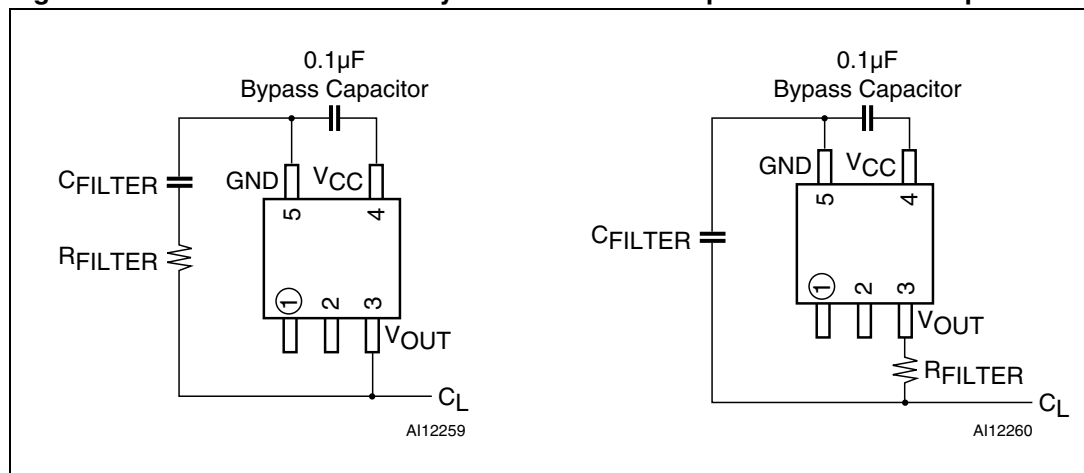 0.1µF
Bypass Capacitor
CFILTER
GND
VCC
5
4
RFILTER
1
2
3
VOUT
CL
AI12259
0.1µF
Bypass Capacitor
GND
VCC
5
4
CFILTER
1
2
3
VOUT
RFILTER
CL
AI12260